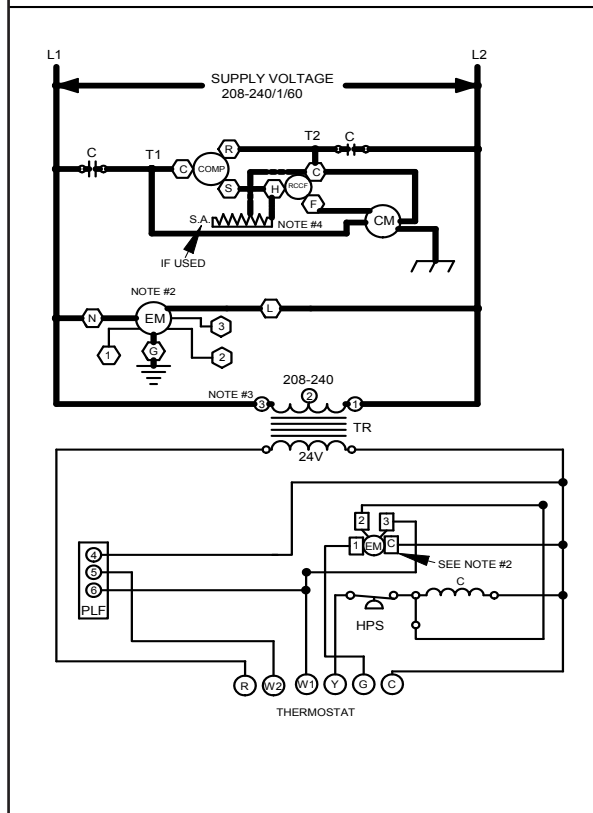 L1 L2
SUPPLY VOLTAGE
208-240/1/60
C T1 C COMP R T2 C
S H RCCF C
F
S.A. NOTE #4 CM
IF USED
NOTE #2
N EM L
3
1 G 2
208-240
NOTE #3 3 2 1
TR
24V
2 3
4 1 EM C
5 SEE NOTE #2
6 C
PLF HPS
R W2 W1 Y G C
THERMOSTAT